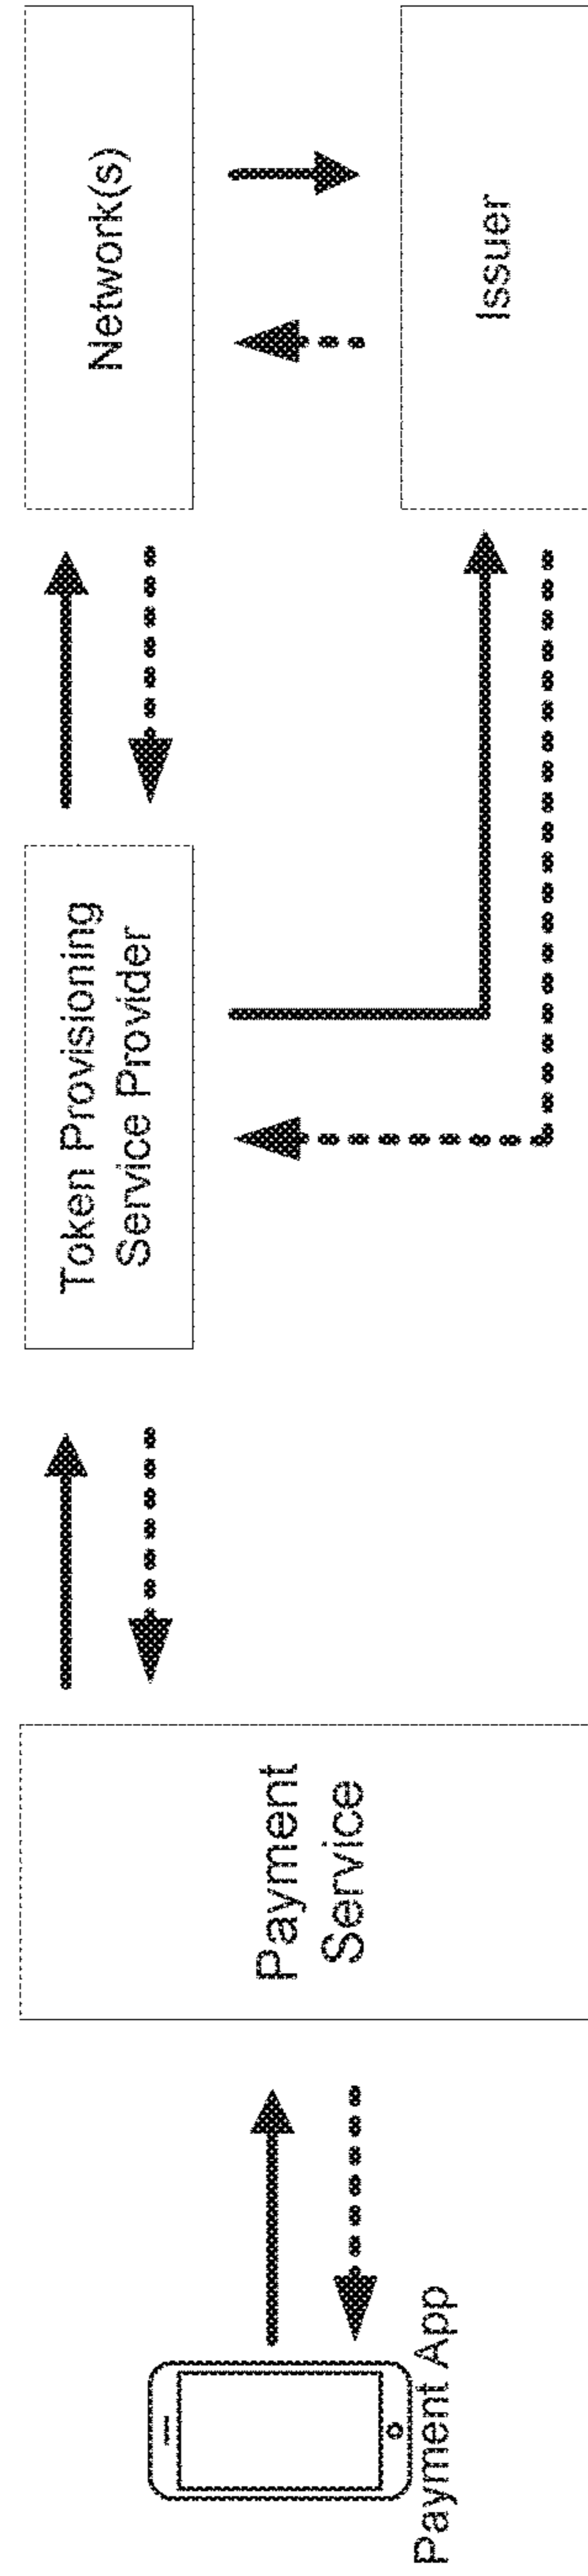 Payment App
Payment
Service
Token Provisioning
Service Provider
Network(s)
Issuer